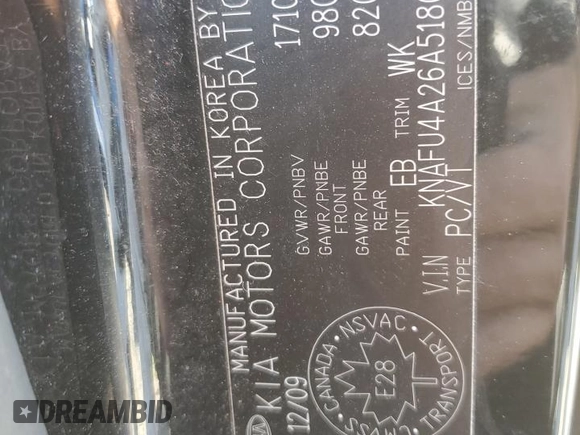 MANUFACTURED IN KOREA BY
KIA MOTORS CORPORATION
12/09
GVWR/PNBV 1710
GAWR/PNBE
FRONT 980
GAWR/PNBE
REAR 820
PAINT EB TRIM WK
V.I.N KNAFU4A26A518
TYPE PC/VT ICES/NMB
CANADA · NSVAC
E28
TRANSPORT
DREAMBID